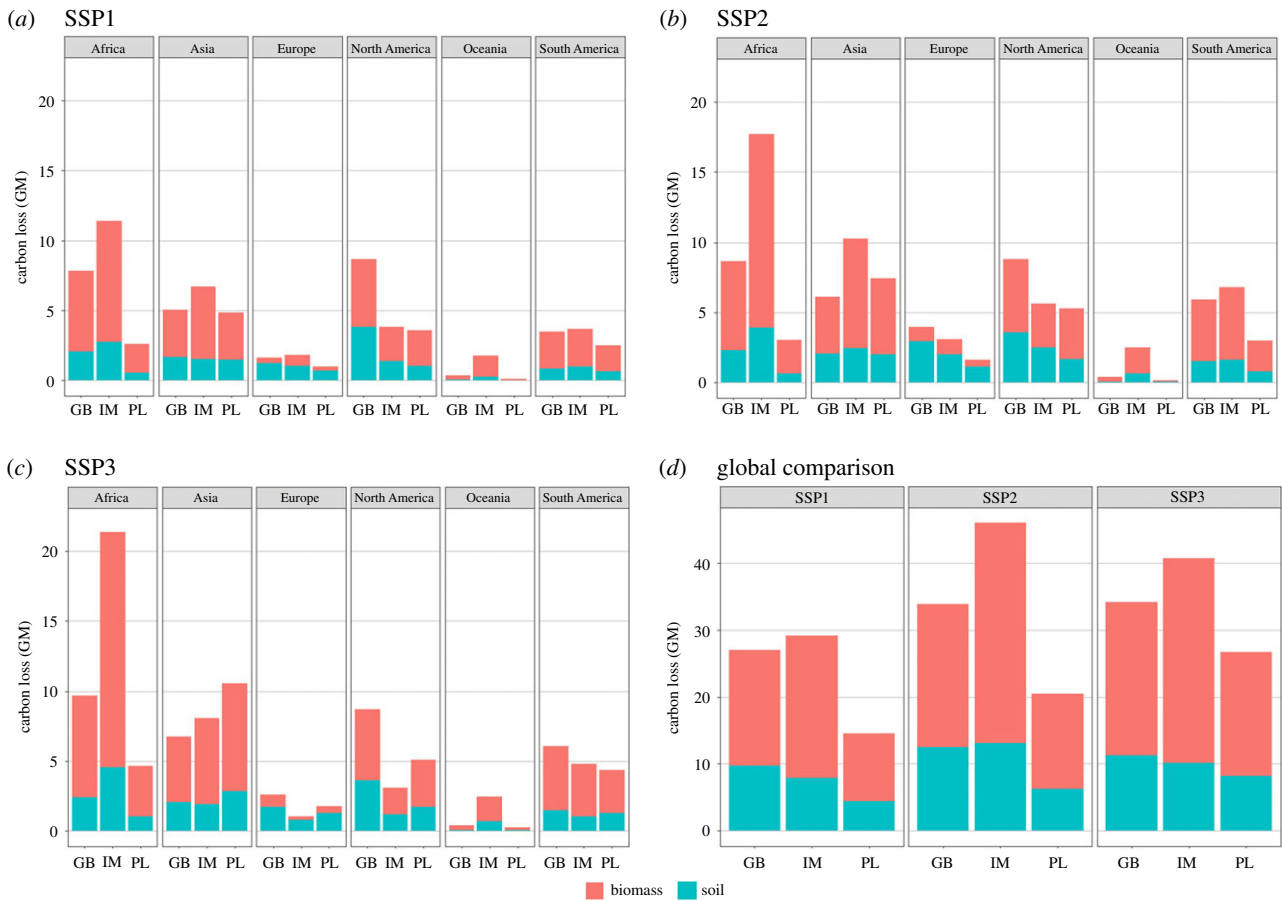 (a) SSP1
Africa Asia Europe North America Oceania South America
20
15
10
5
0
carbon loss (GM)
GB IM PL GB IM PL GB IM PL GB IM PL GB IM PL GB IM PL
(b) SSP2
Africa Asia Europe North America Oceania South America
20
15
10
5
0
carbon loss (GM)
GB IM PL GB IM PL GB IM PL GB IM PL GB IM PL GB IM PL
(c) SSP3
Africa Asia Europe North America Oceania South America
20
15
10
5
0
carbon loss (GM)
GB IM PL GB IM PL GB IM PL GB IM PL GB IM PL GB IM PL
(d) global comparison
SSP1 SSP2 SSP3
40
30
20
10
0
carbon loss (GM)
GB IM PL GB IM PL GB IM PL
biomass soil